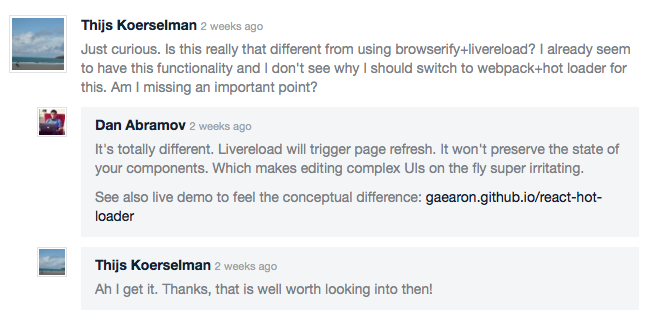 Thijs Koerselman 2 weeks ago
Just curious. Is this really that different from using browserify+livereload? I already seem
to have this functionality and I don't see why I should switch to webpack+hot loader for
this. Am I missing an important point?
Dan Abramov 2 weeks ago
It's totally different. Livereload will trigger page refresh. It won't preserve the state of
your components. Which makes editing complex UIs on the fly super irritating.
See also live demo to feel the conceptual difference: gaearon.github.io/react-hot-
loader
Thijs Koerselman 2 weeks ago
Ah I get it. Thanks, that is well worth looking into then!